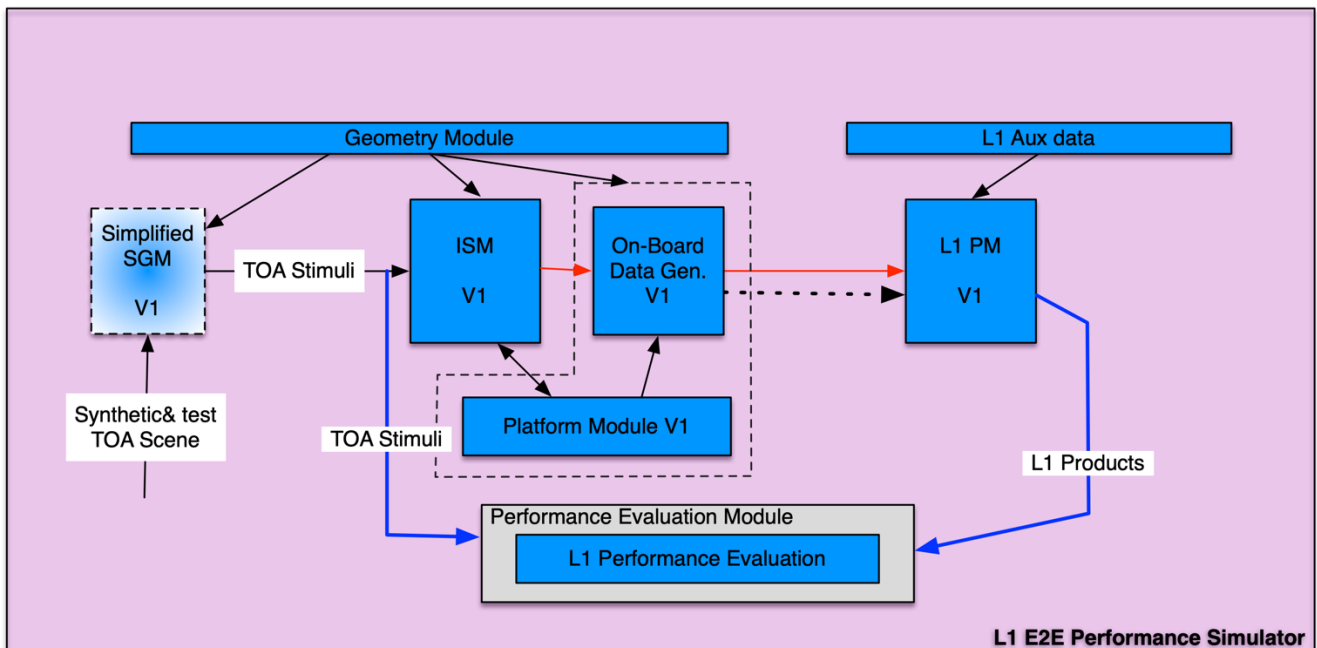 Geometry Module
L1 Aux data
Simplified
SGM
V1
TOA Stimuli
ISM
V1
On-Board
Data Gen.
V1
L1 PM
V1
Synthetic& test
TOA Scene
TOA Stimuli
Platform Module V1
L1 Products
Performance Evaluation Module
L1 Performance Evaluation
L1 E2E Performance Simulator